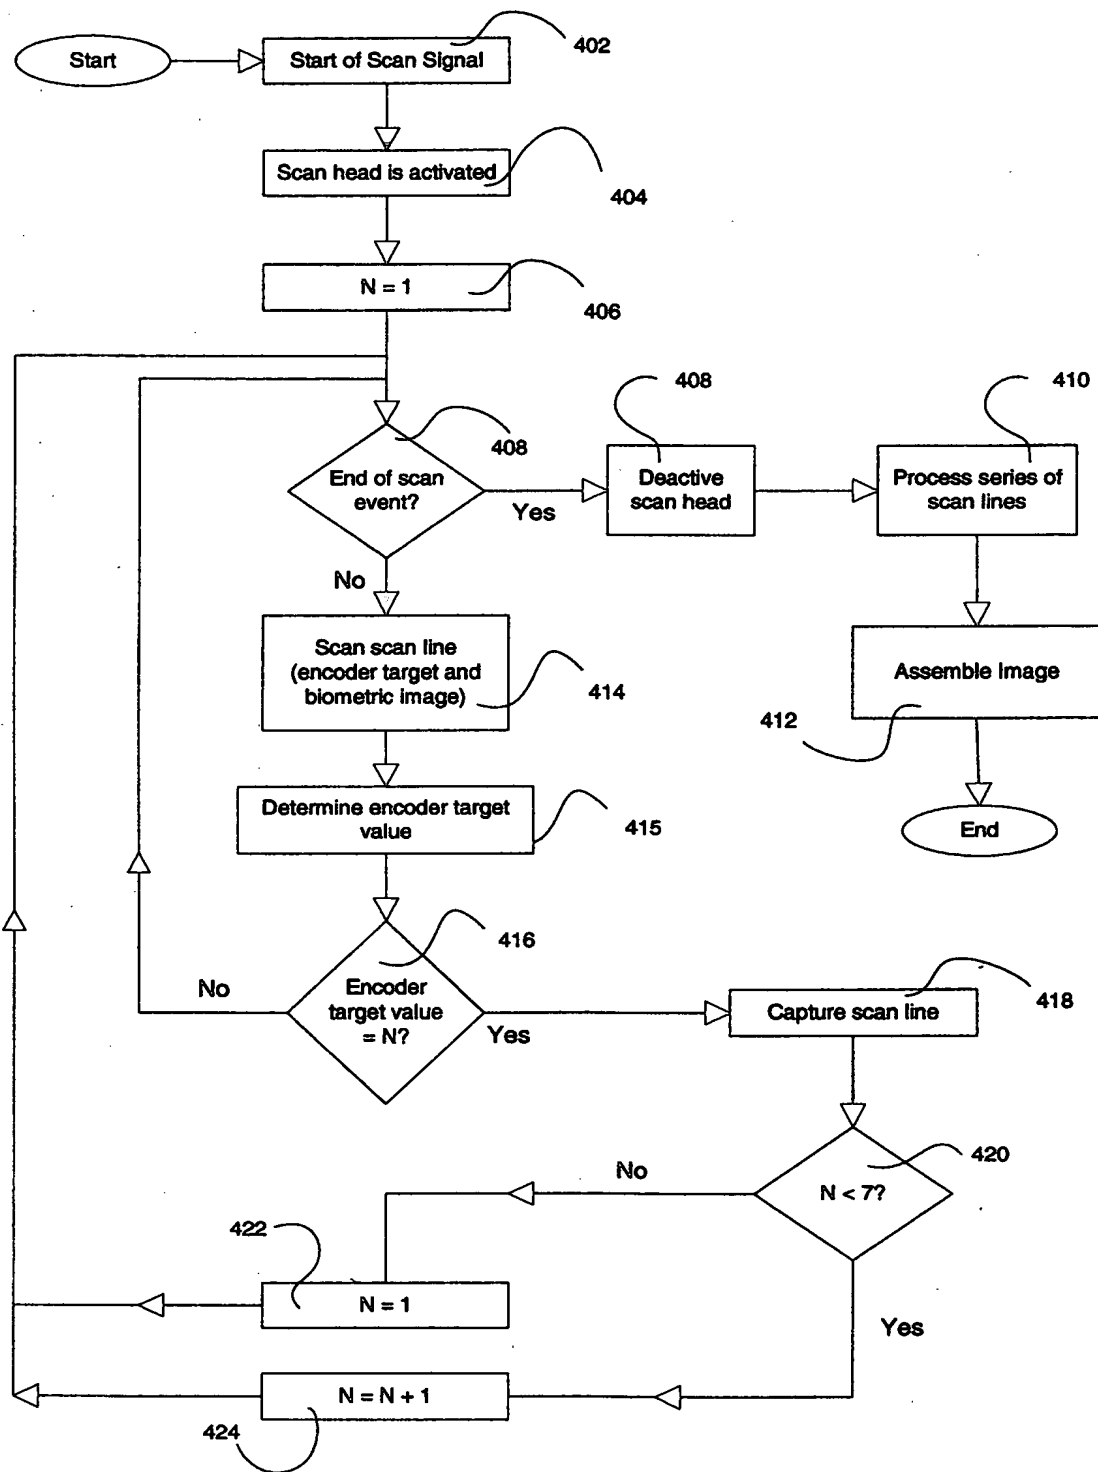 Start
Start of Scan Signal
402
Scan head is activated
404
N = 1
406
End of scan
event?
408
Yes
No
Deactive
scan head
408
Process series of
scan lines
410
Assemble Image
412
End
Scan scan line
(encoder target and
biometric image)
414
Determine encoder target
value
415
Encoder
target value
= N?
416
No
Yes
Capture scan line
418
N < 7?
420
No
Yes
422
N = 1
N = N + 1
424